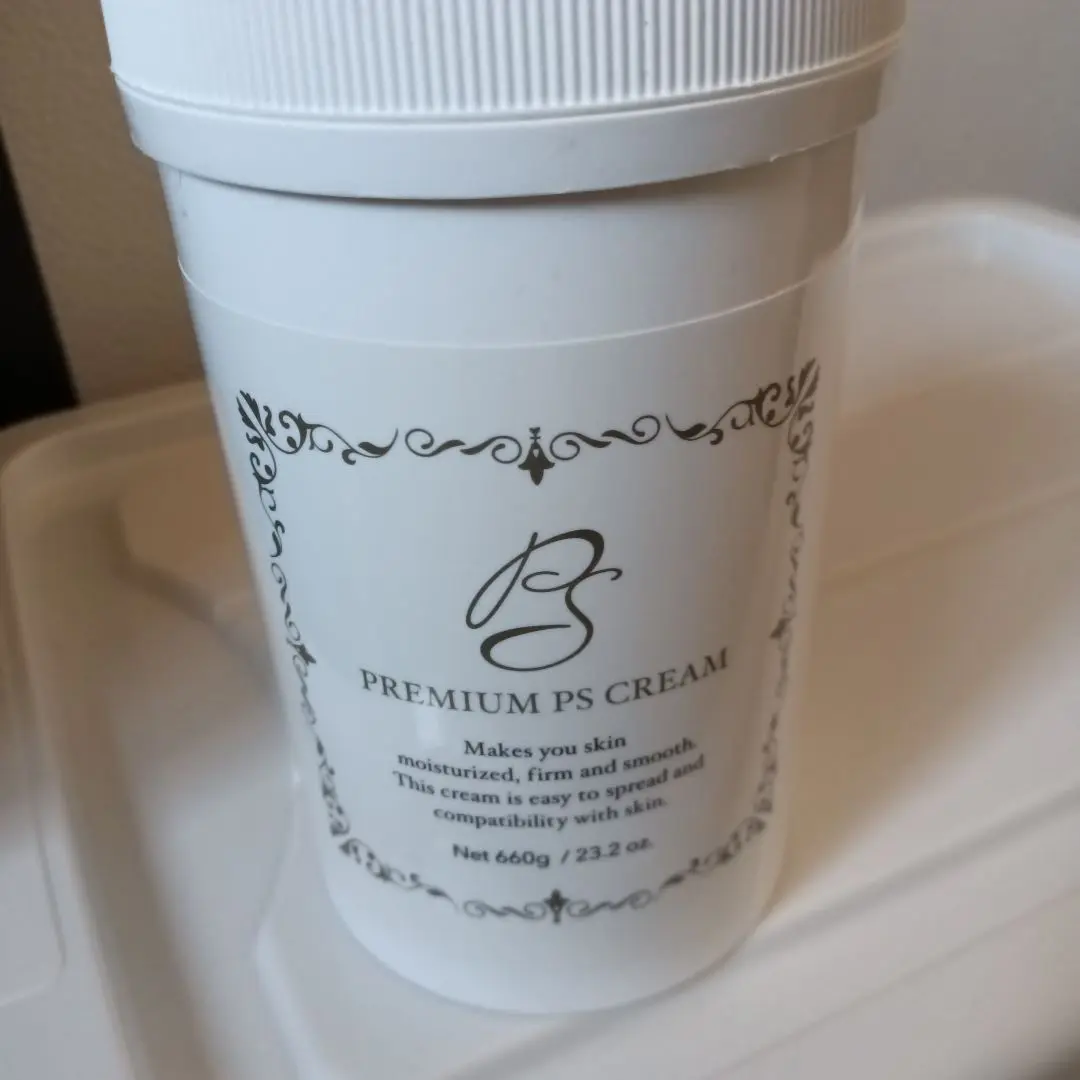 PS
PREMIUM PS CREAM
Makes you skin
moisturized, firm and smooth.
This cream is easy to spread and
compatibility with skin.
Net 660g / 23.2 oz.